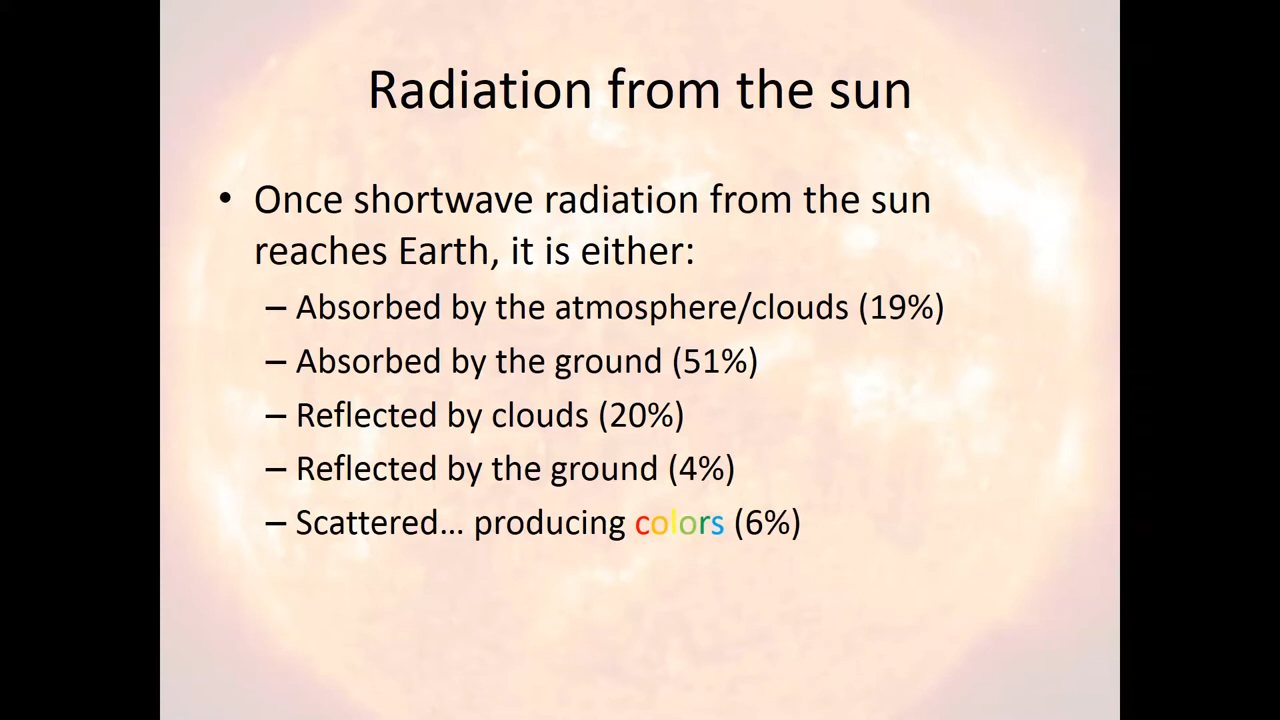 Radiation from the sun
• Once shortwave radiation from the sun
reaches Earth, it is either:
– Absorbed by the atmosphere/clouds (19%)
– Absorbed by the ground (51%)
– Reflected by clouds (20%)
– Reflected by the ground (4%)
– Scattered… producing colors (6%)